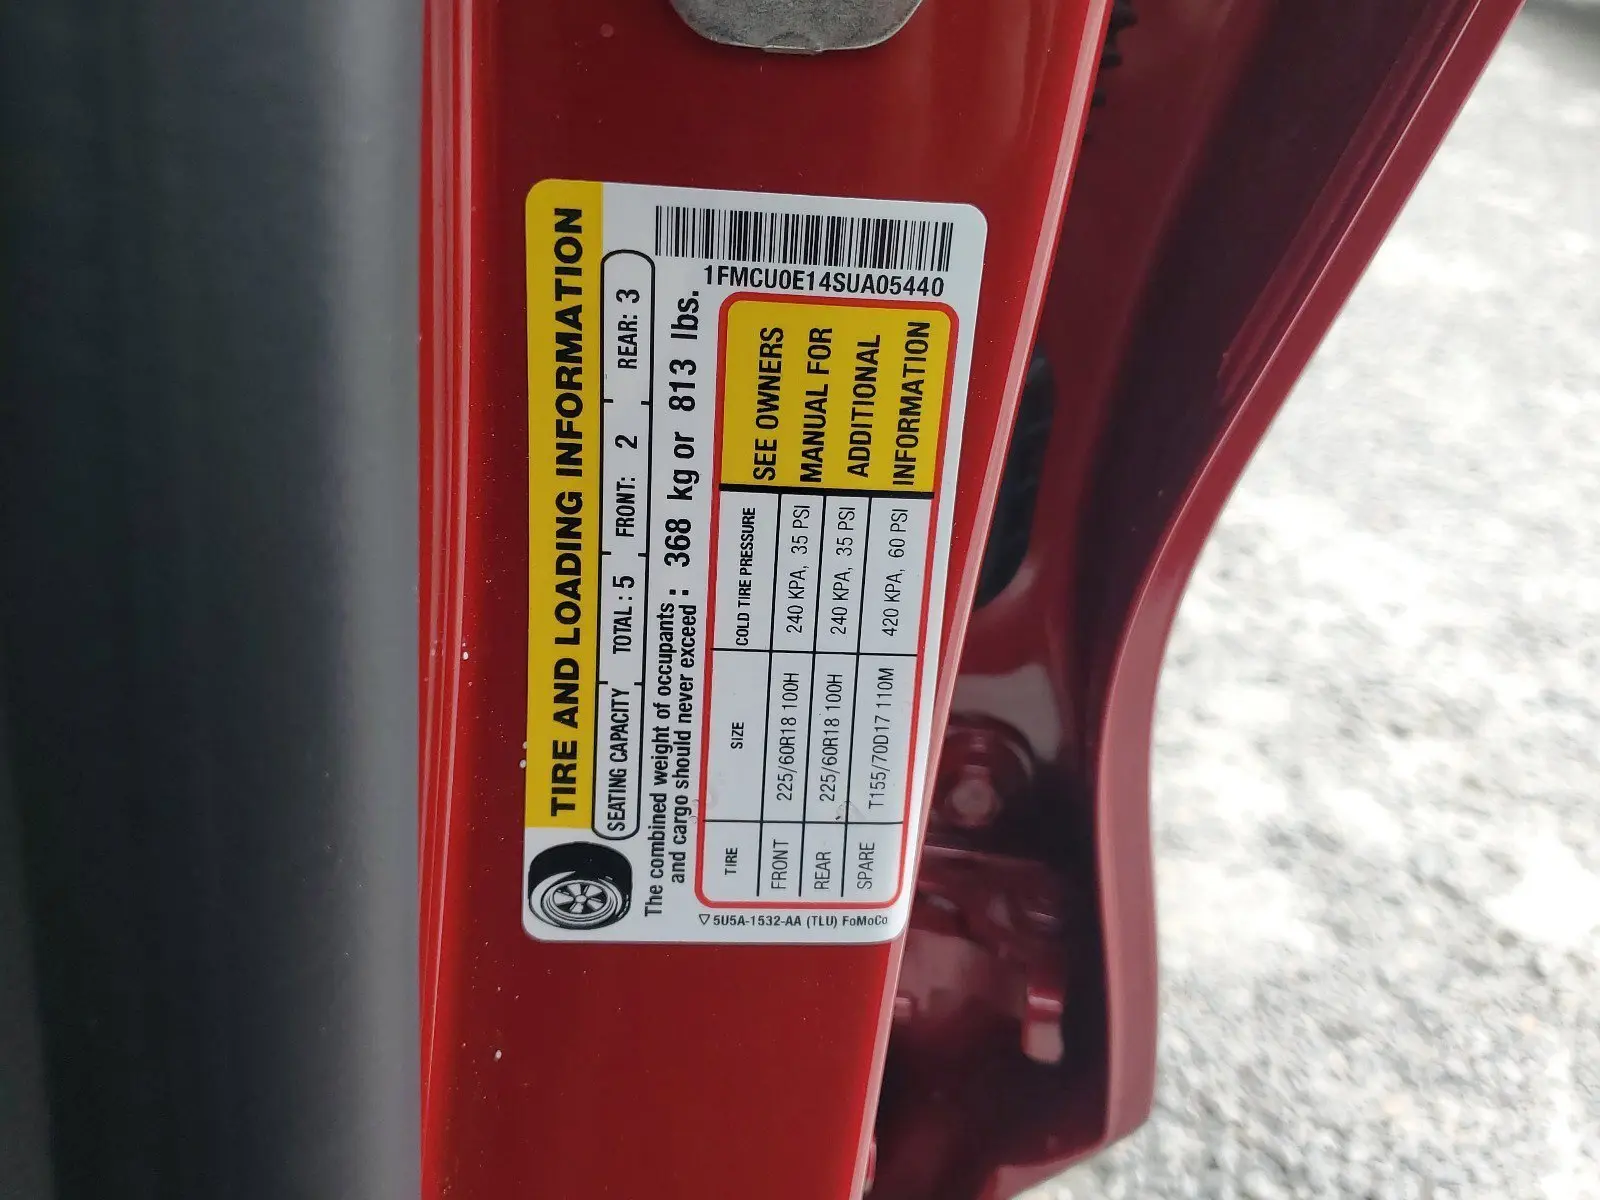 TIRE AND LOADING INFORMATION
SEATING CAPACITY TOTAL : 5 FRONT: 2 REAR: 3
The combined weight of occupants
and cargo should never exceed : 368 kg or 813 lbs.
1FMCU0E14SUA05440
TIRE SIZE COLD TIRE PRESSURE
FRONT 225/60R18 100H 240 KPA, 35 PSI
REAR 225/60R18 100H 240 KPA, 35 PSI
SPARE T155/70D17 110M 420 KPA, 60 PSI
SEE OWNERS
MANUAL FOR
ADDITIONAL
INFORMATION
5U5A-1532-AA (TLU) FoMoCo